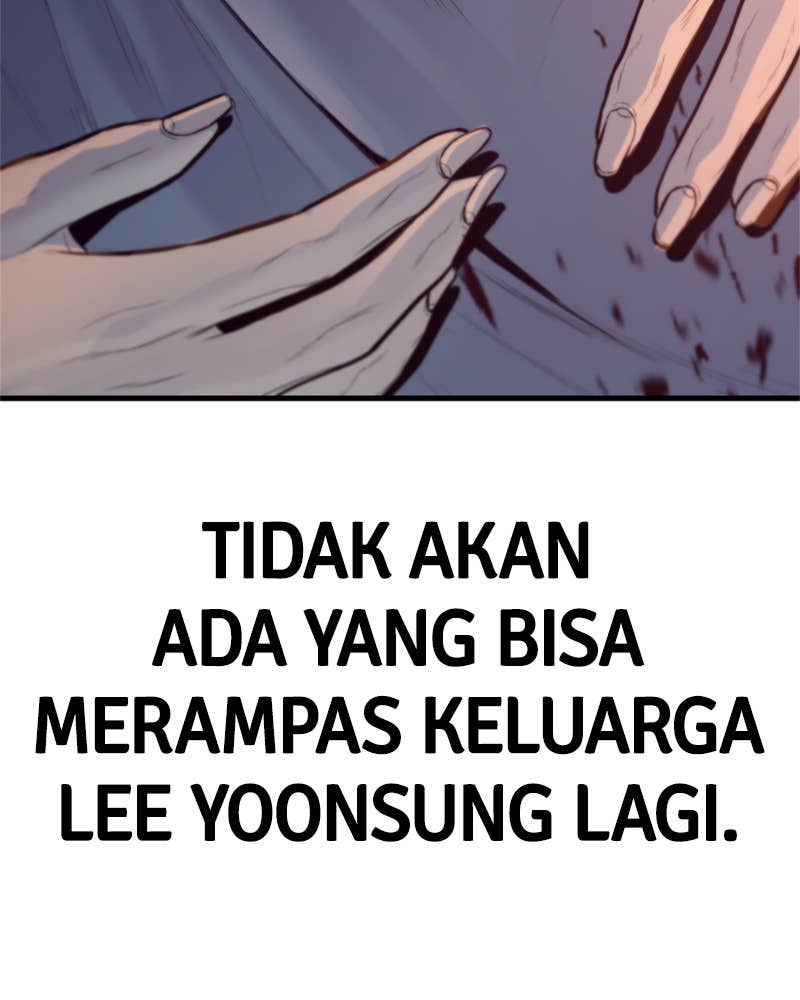 TIDAK AKAN
ADA YANG BISA
MERAMPAS KELUARGA
LEE YOONSUNG LAGI.